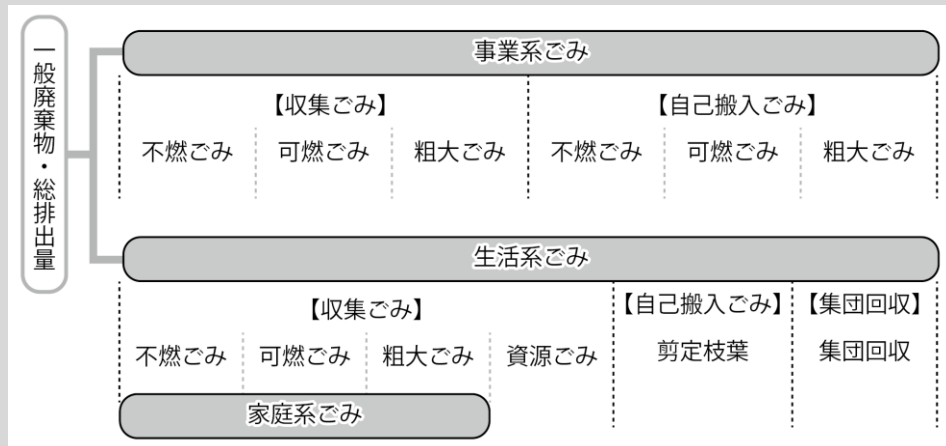 一般廃棄物・総排出量
事業系ごみ
【収集ごみ】 【自己搬入ごみ】
不燃ごみ 可燃ごみ 粗大ごみ 不燃ごみ 可燃ごみ 粗大ごみ
生活系ごみ
【収集ごみ】 【自己搬入ごみ】 【集団回収】
不燃ごみ 可燃ごみ 粗大ごみ 資源ごみ 剪定枝葉 集団回収
家庭系ごみ